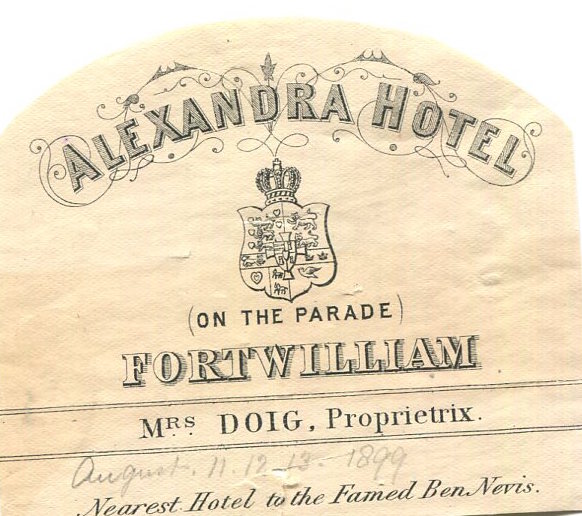 ALEXANDRA HOTEL
(ON THE PARADE)
FORTWILLIAM
MRS DOIG, Proprietrix.
August. 11. 12. 13. 1899
Nearest Hotel to the Famed Ben Nevis.